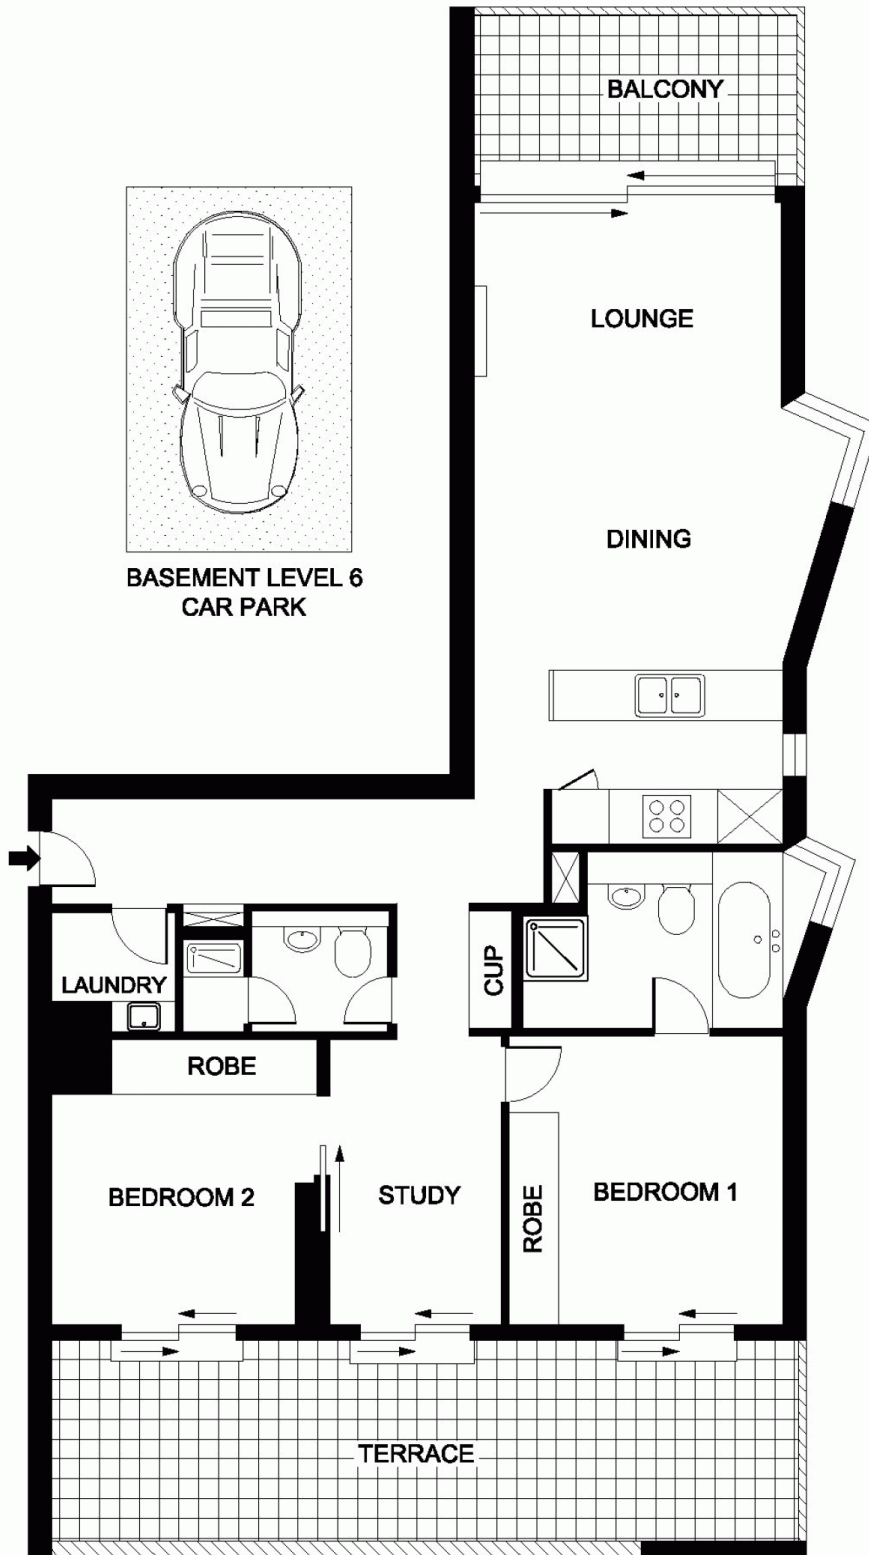 BALCONY
LOUNGE
DINING
BASEMENT LEVEL 6
CAR PARK
LAUNDRY
CUP
ROBE
BEDROOM 2
STUDY
ROBE
BEDROOM 1
TERRACE